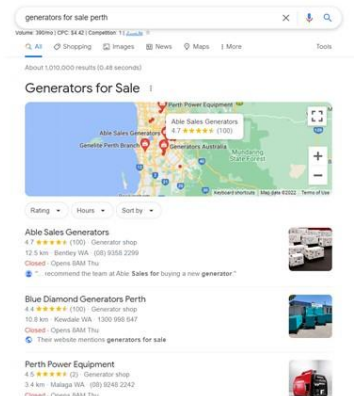 generators for sale perth
Volume: 390/mo | CPC: $4.42 | Competition: 1
All Shopping Images News Maps More Tools
About 1,010,000 results (0.48 seconds)
Generators for Sale
Perth Power Equipment
Able Sales Generators
4.7 (100)
Able Sales Generators
Genelite Perth Branch
Generators Australia
Mundaring
State Forest
Keyboard shortcuts Map data ©2022 Terms of Use
Rating Hours Sort by
Able Sales Generators
4.7 (100) · Generator shop
12.5 km · Bentley WA · (08) 9358 2299
Closed · Opens 8AM Thu
"... recommend the team at Able Sales for buying a new generator."
Blue Diamond Generators Perth
4.4 (100) · Generator shop
10.8 km · Kewdale WA · 1300 998 647
Closed · Opens 8AM Thu
Their website mentions generators for sale
Perth Power Equipment
4.5 (2) · Generator shop
3.4 km · Malaga WA · (08) 9248 2242
Closed · Opens 8AM Thu